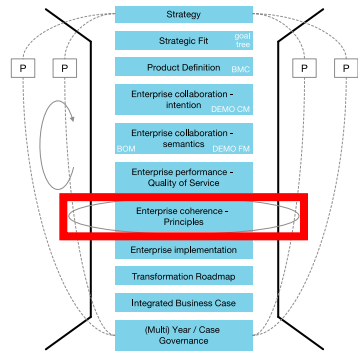 Strategy
Strategic Fit
goal
tree
P
P
Product Definition
BMC
P
P
Enterprise collaboration -
intention
DEMO CM
Enterprise collaboration -
semantics
BOM
DEMO FM
Enterprise performance -
Quality of Service
Enterprise coherence -
Principles
Enterprise implementation
Transformation Roadmap
Integrated Business Case
(Multi) Year / Case
Governance